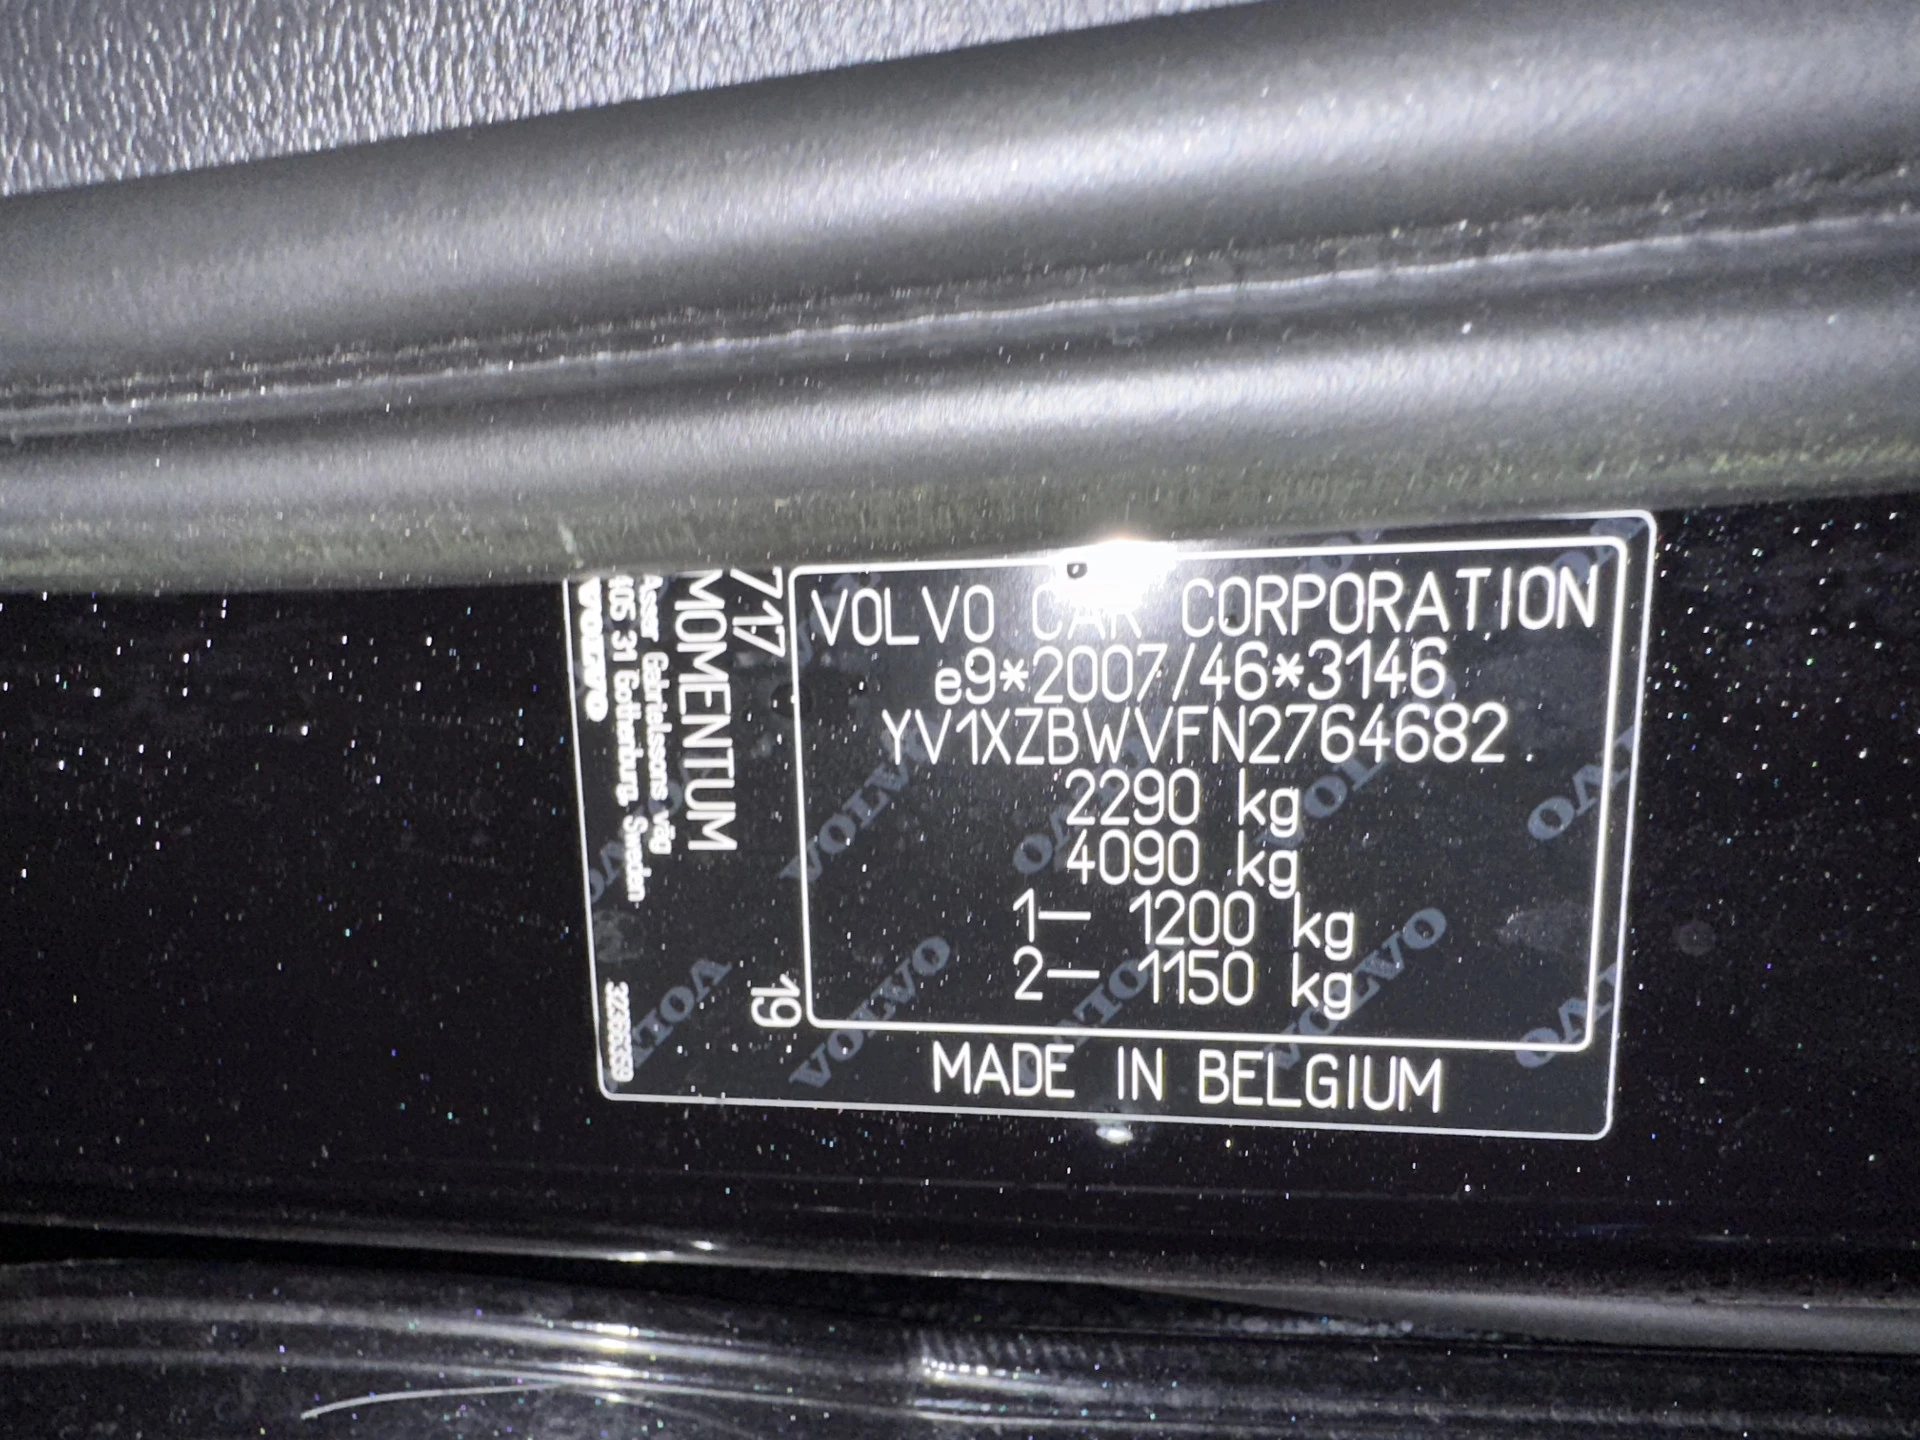 VOLVO CAR CORPORATION
e9*2007/46*3146
YV1XZBWVFN2764682
2290 kg
4090 kg
1— 1200 kg
2— 1150 kg
MADE IN BELGIUM
717
19
MOMENTUM
Assar Gabrielssons väg
405 31 Gothenburg, Sweden
VOLVO